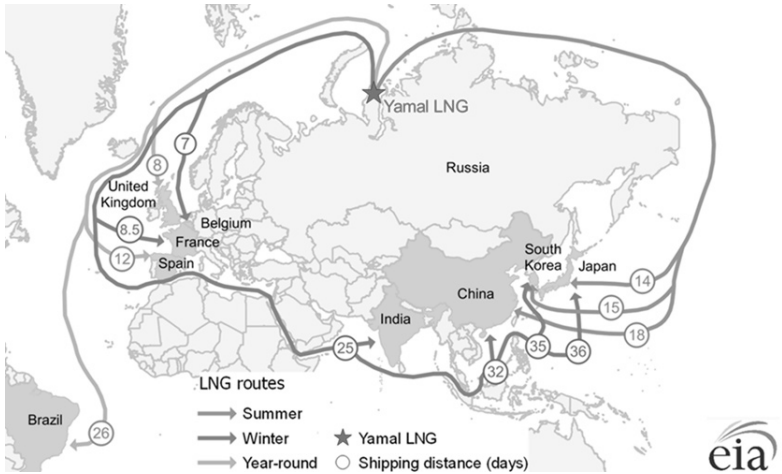 Yamal LNG
Russia
7
8
United
Kingdom
Belgium
8.5
France
12
Spain
South
Korea
Japan
14
China
15
India
18
25
35
36
32
LNG routes
Summer
Brazil
26
Winter
Yamal LNG
Year-round
Shipping distance (days)
eia